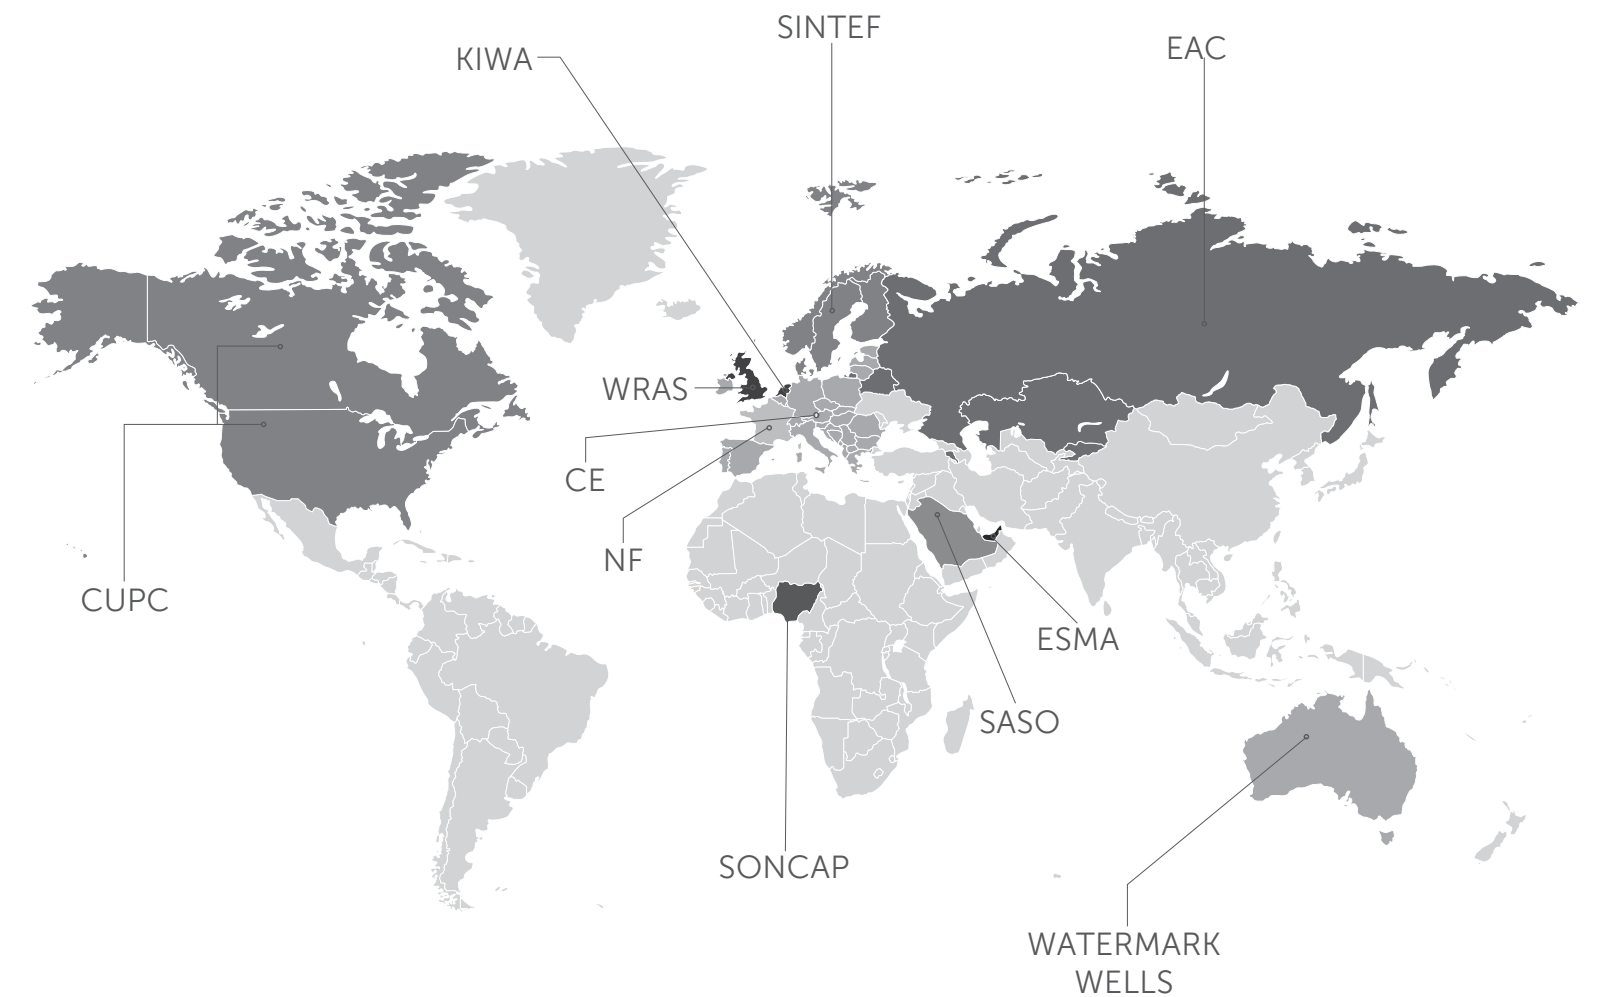 SINTEF
EAC
KIWA
WRAS
CE
NF
CUPC
ESMA
SASO
SONCAP
WATERMARK
WELLS